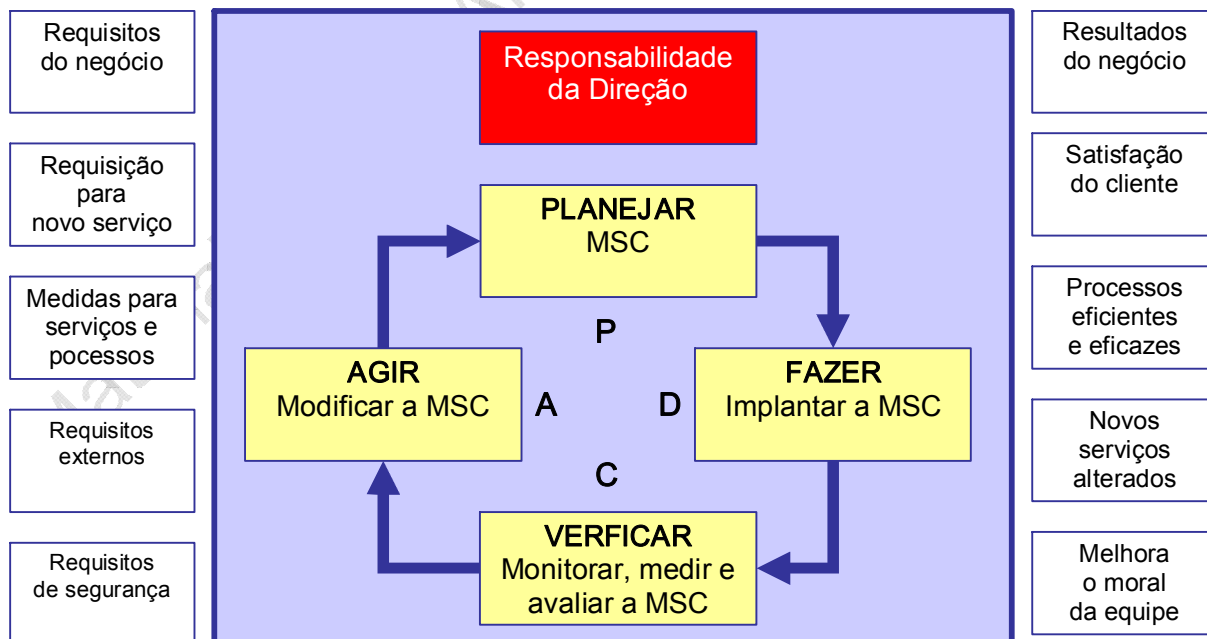 Requisitos
do negócio
Requisição
para
novo serviço
Medidas para
serviços e
pocessos
Requisitos
externos
Requisitos
de segurança
Responsabilidade
da Direção
PLANEJAR
MSC
P
AGIR
Modificar a MSC
A
D
FAZER
Implantar a MSC
C
VERFICAR
Monitorar, medir e
avaliar a MSC
Resultados
do negócio
Satisfação
do cliente
Processos
eficientes
e eficazes
Novos
serviços
alterados
Melhora
o moral
da equipe